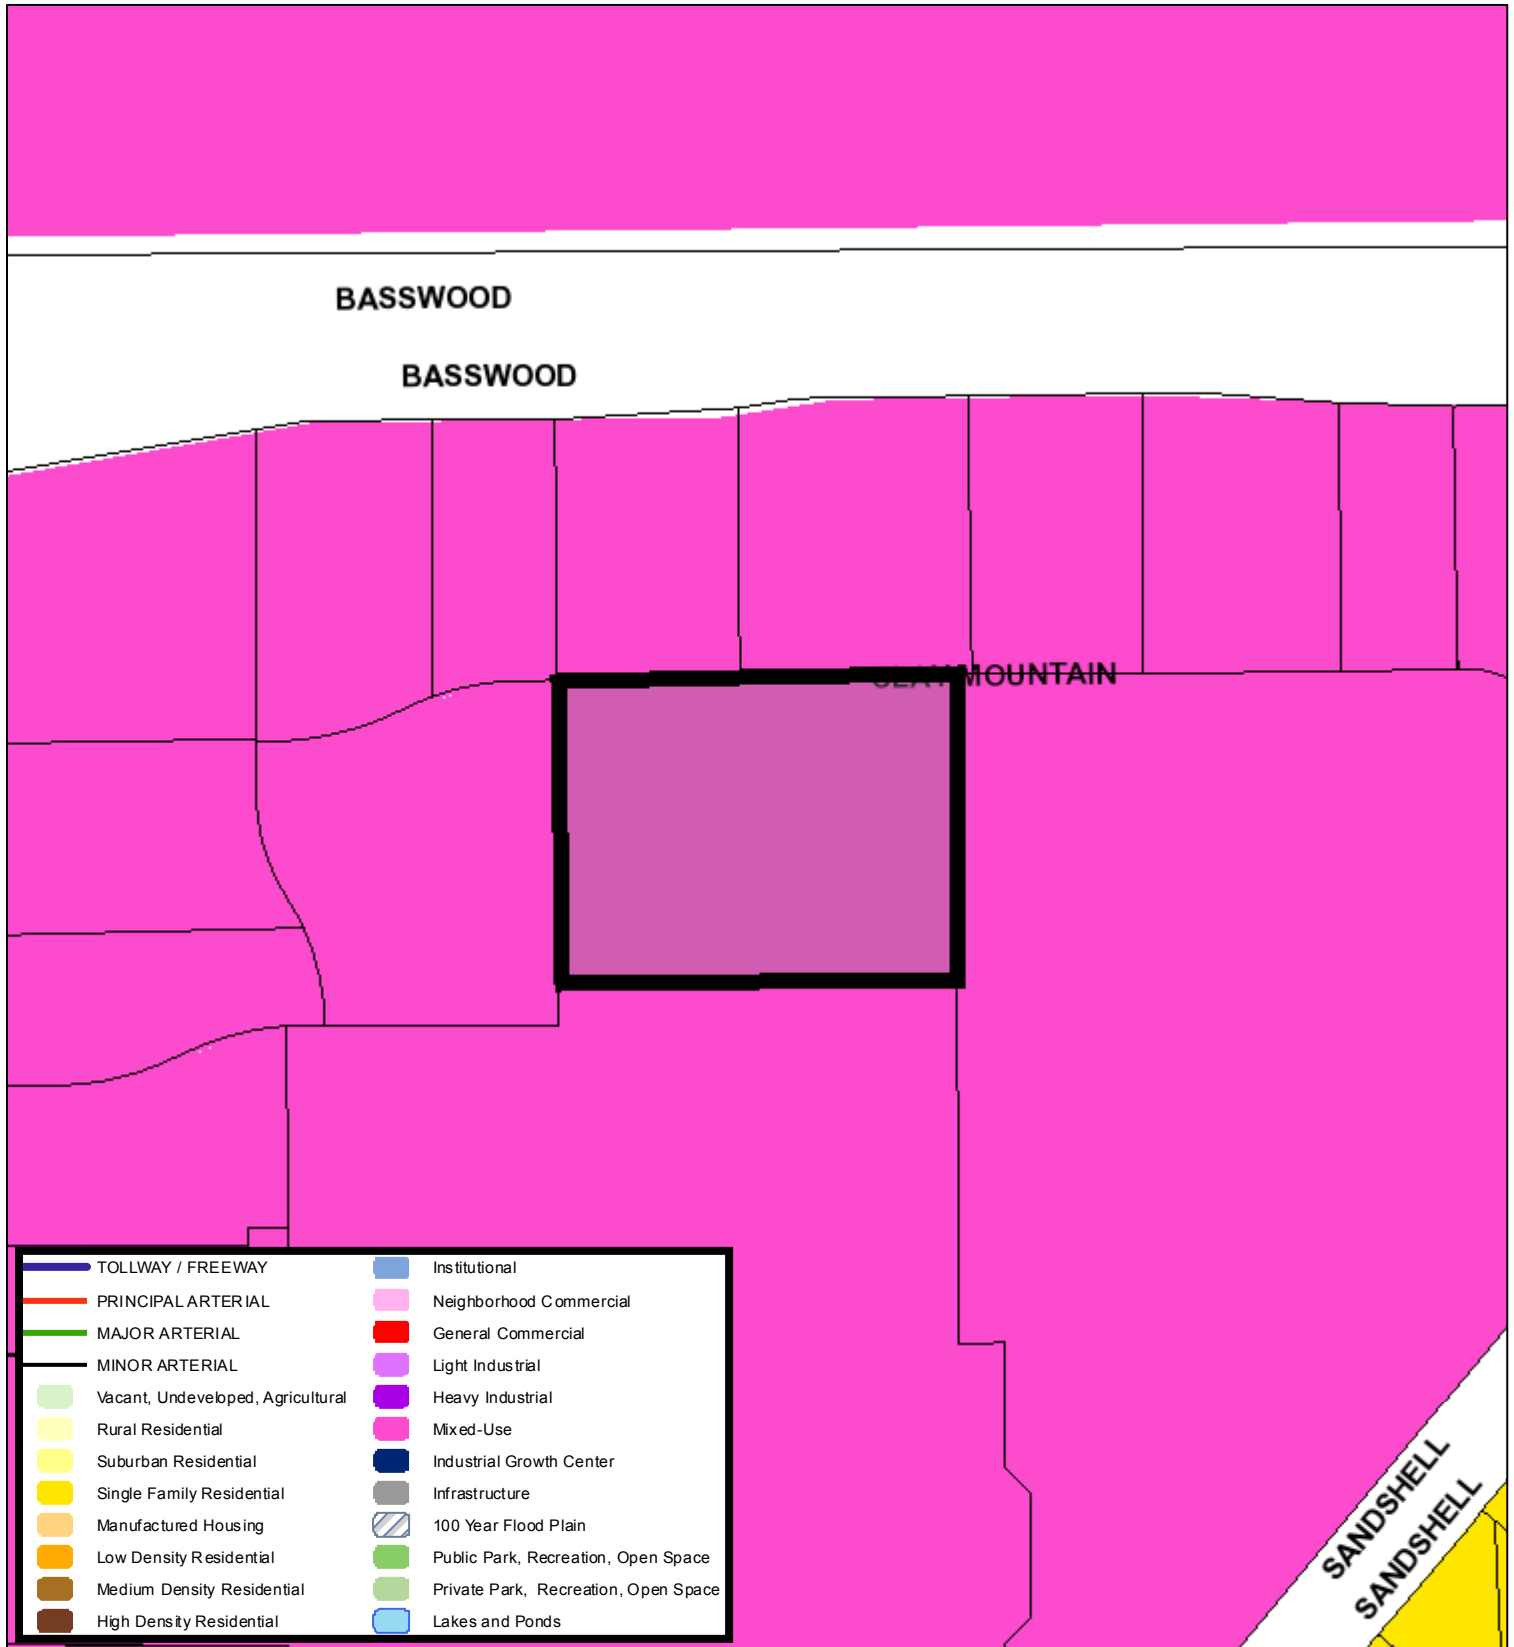 BASSWOOD
BASSWOOD
CLAY MOUNTAIN
TOLLWAY / FREEWAY
PRINCIPAL ARTERIAL
MAJOR ARTERIAL
MINOR ARTERIAL
Vacant, Undeveloped, Agricultural
Rural Residential
Suburban Residential
Single Family Residential
Manufactured Housing
Low Density Residential
Medium Density Residential
High Density Residential
Institutional
Neighborhood Commercial
General Commercial
Light Industrial
Heavy Industrial
Mixed-Use
Industrial Growth Center
Infrastructure
100 Year Flood Plain
Public Park, Recreation, Open Space
Private Park, Recreation, Open Space
Lakes and Ponds
SANDSHELL
SANDSHELL